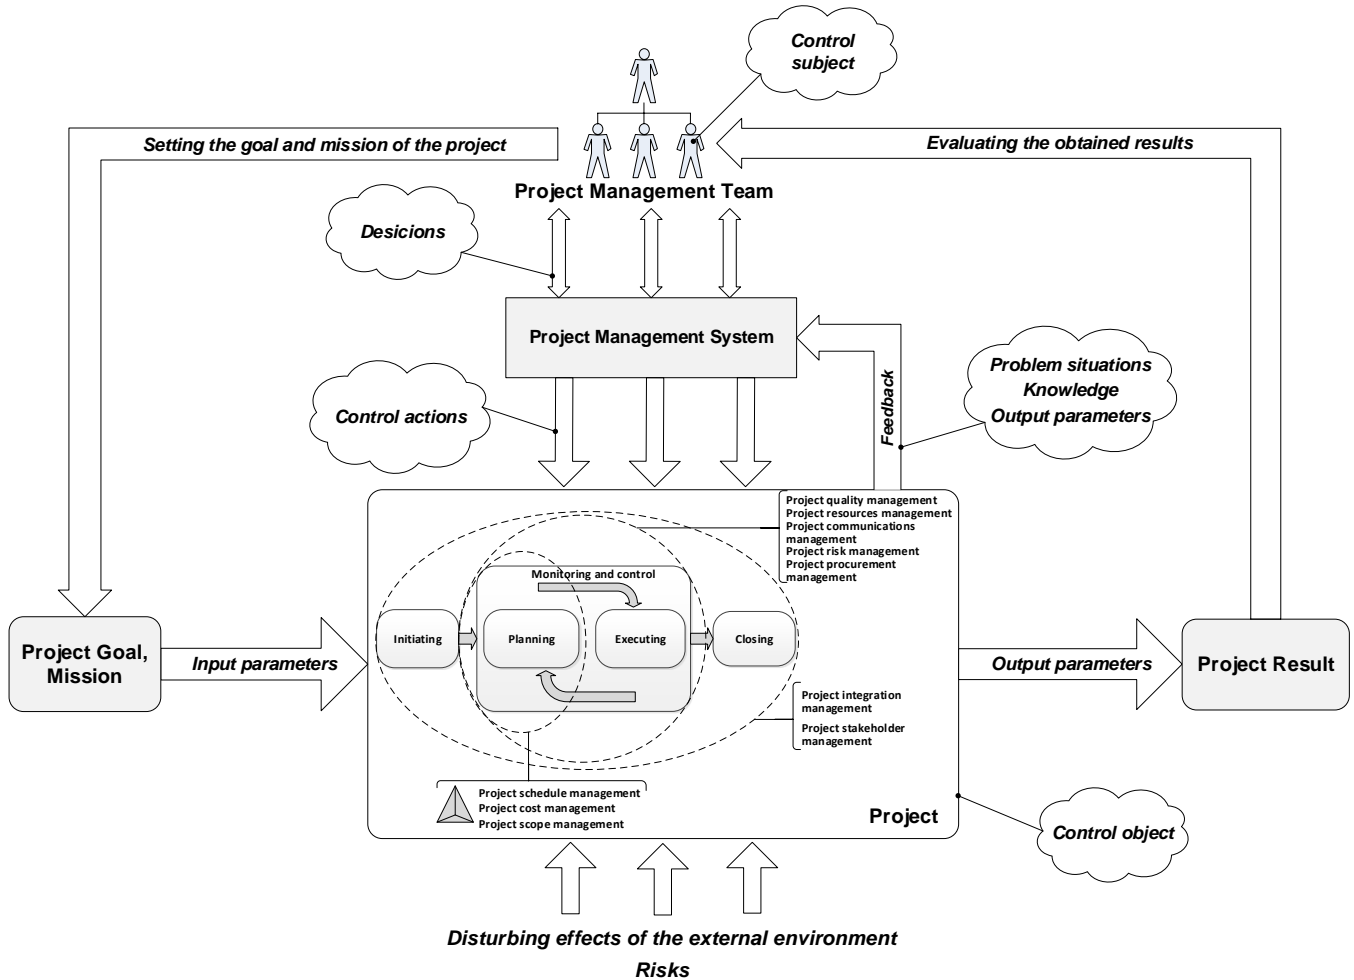 Control
subject
Setting the goal and mission of the project
Evaluating the obtained results
Project Management Team
Desicions
Project Management System
Problem situations
Knowledge
Output parameters
Control actions
Feedback
Project quality management
Project resources management
Project communications
management
Project risk management
Project procurement
management
Monitoring and control
Initiating
Planning
Executing
Closing
Project Goal,
Mission
Input parameters
Output parameters
Project Result
Project integration
management
Project stakeholder
management
Project schedule management
Project cost management
Project scope management
Project
Control object
Disturbing effects of the external environment
Risks